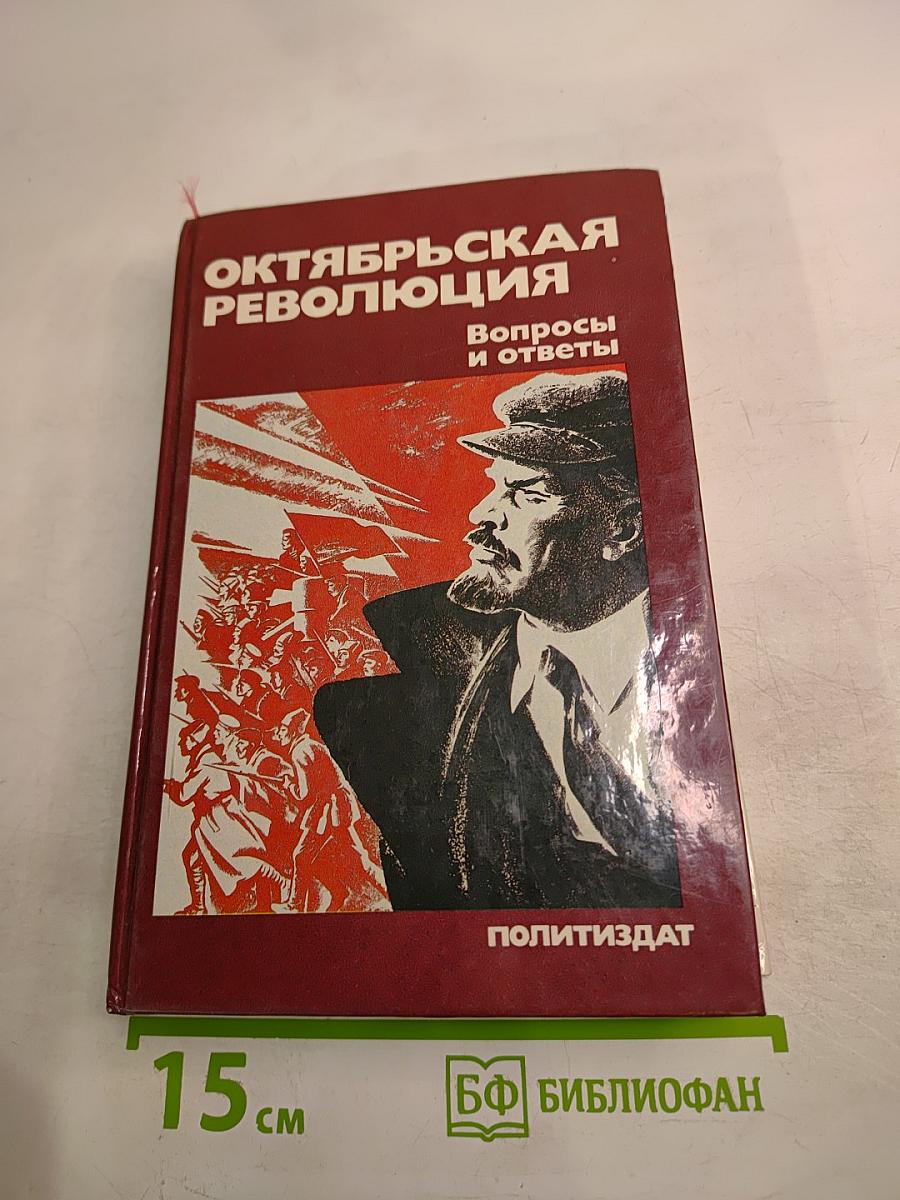 ОКТЯБРЬСКАЯ
РЕВОЛЮЦИЯ
Вопросы
и ответы
ПОЛИТИЗДАТ
15 см
БФ БИБЛИОФАН